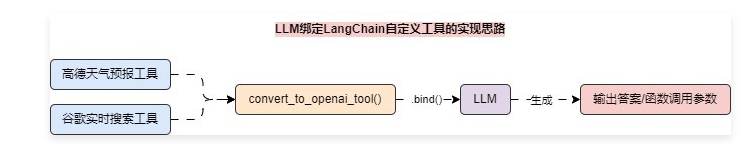 LLM绑定LangChain自定义工具的实现思路
高德天气预报工具
谷歌实时搜索工具
convert_to_openai_tool()
.bind()
LLM
生成
输出答案/函数调用参数